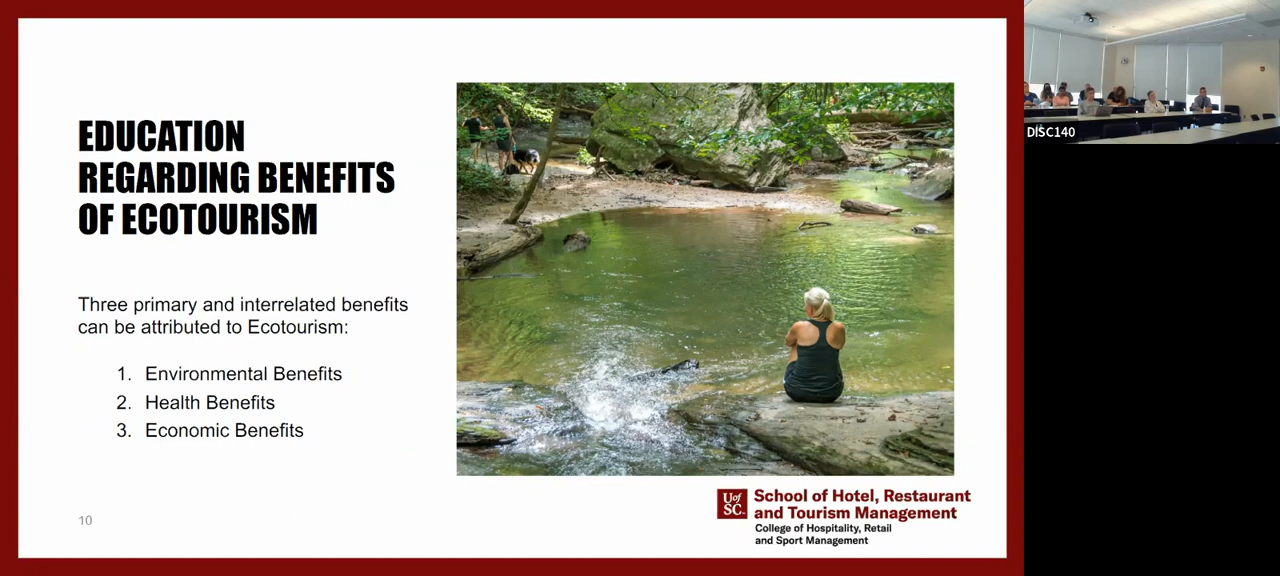 EDUCATION
REGARDING BENEFITS
OF ECOTOURISM
Three primary and interrelated benefits
can be attributed to Ecotourism:
1. Environmental Benefits
2. Health Benefits
3. Economic Benefits
10
UofSC
School of Hotel, Restaurant
and Tourism Management
College of Hospitality, Retail
and Sport Management
DISC140